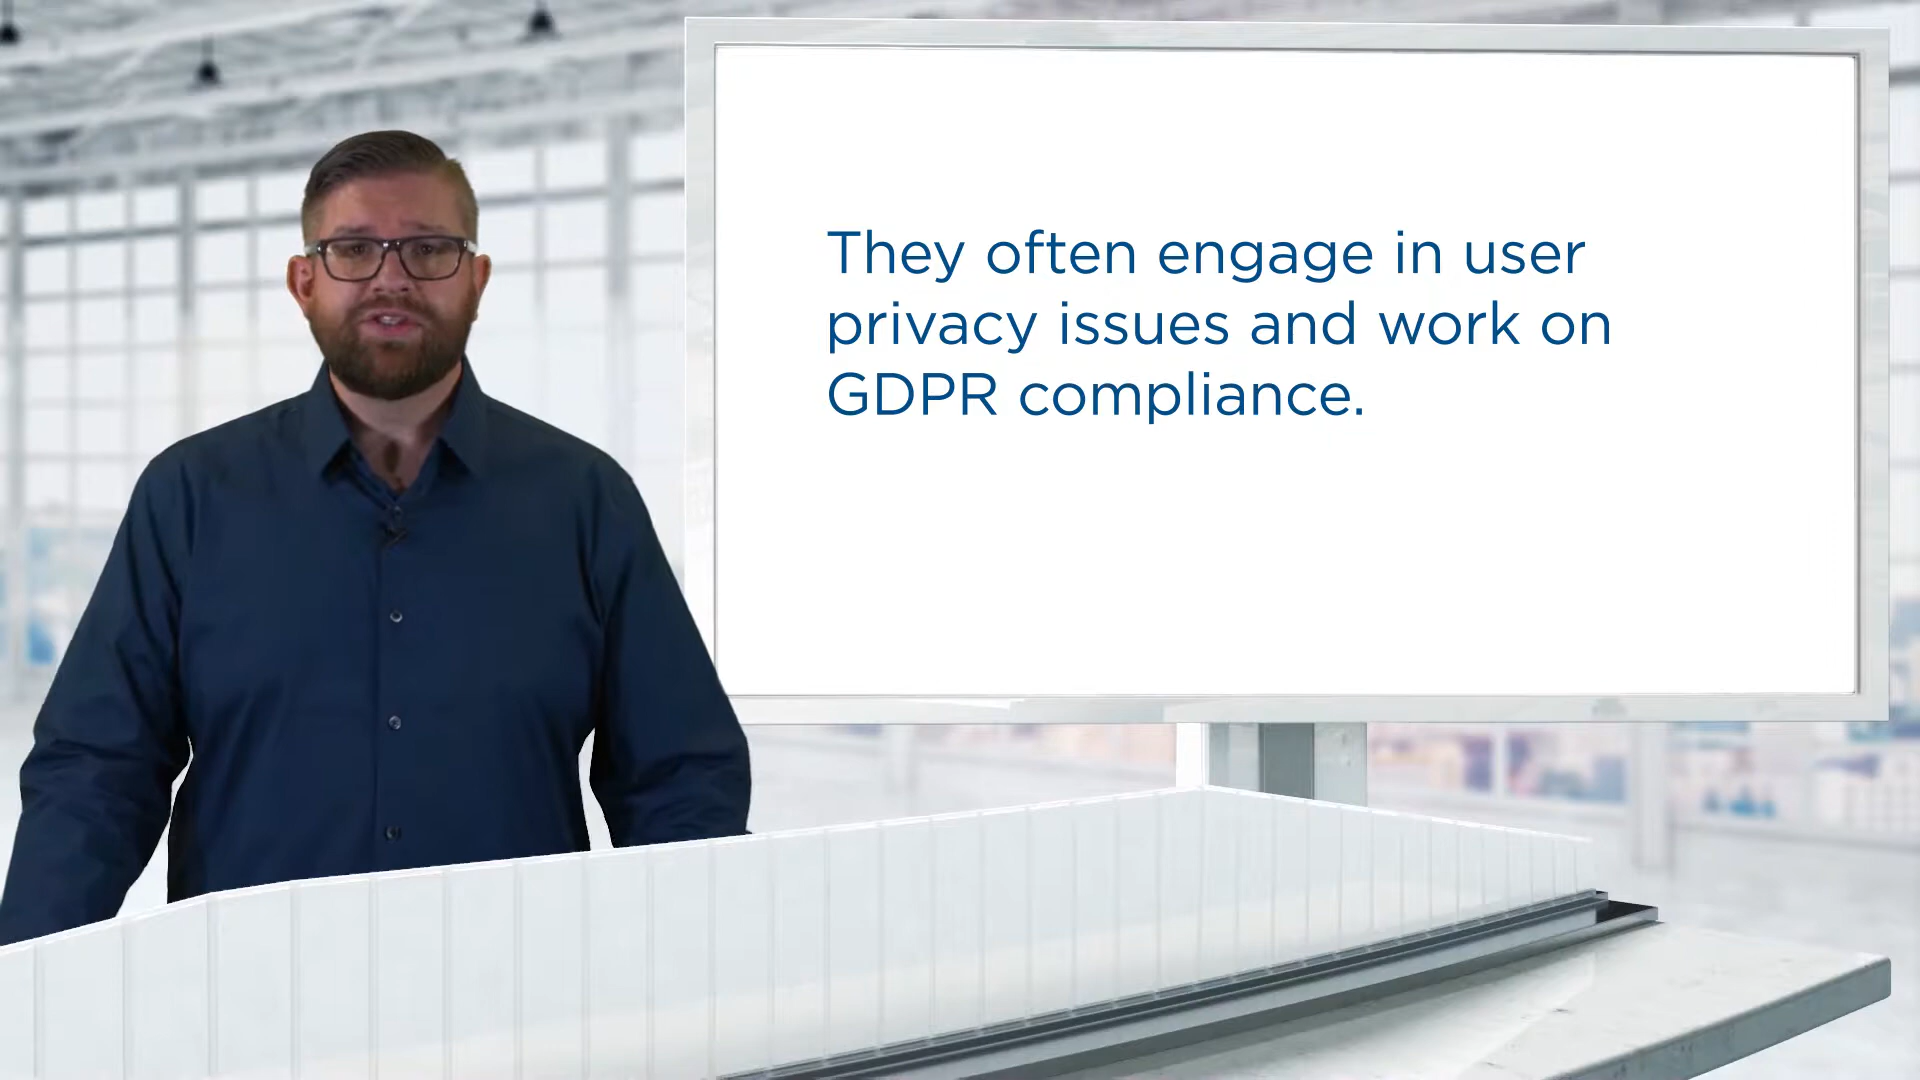 They often engage in user
privacy issues and work on
GDPR compliance.